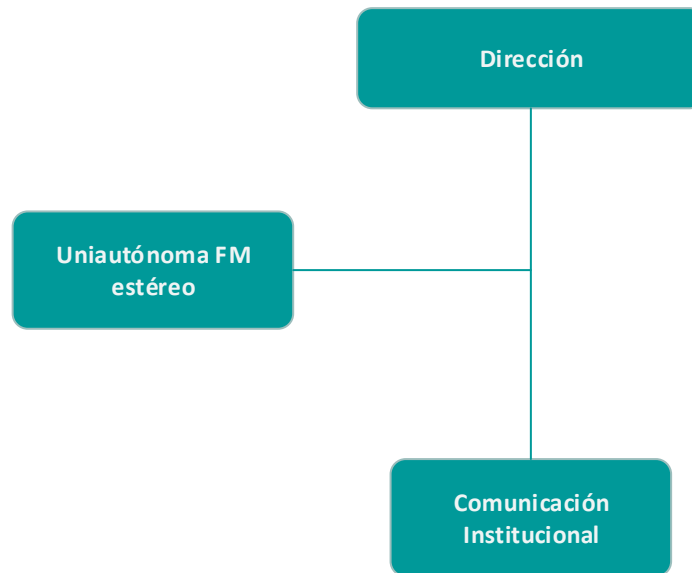 Dirección
Uniautónoma FM
estéreo
Comunicación
Institucional